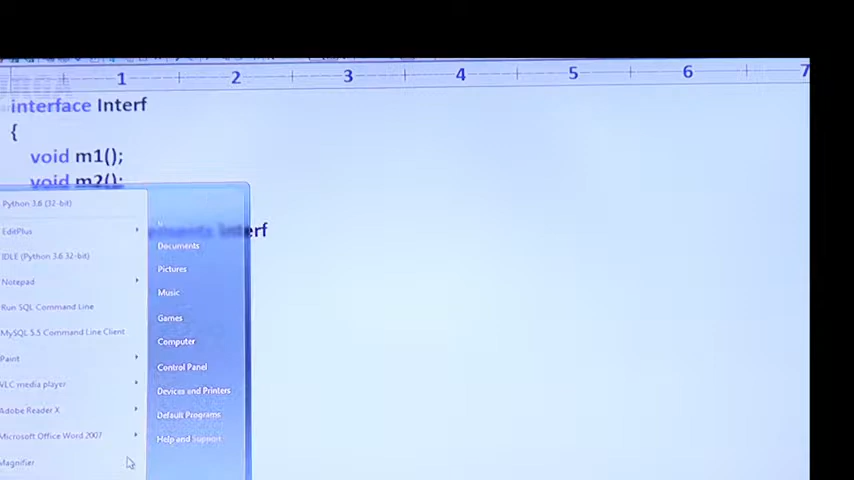 1 2 3 4 5 6 7
interface Interf
{
void m1();
void m2();
Interf
Python 3.6 (32-bit)
EditPlus
IDLE (Python 3.6 32-bit)
Notepad
Run SQL Command Line
MySQL 5.5 Command Line Client
Paint
VLC media player
Adobe Reader X
Microsoft Office Word 2007
Magnifier
Documents
Pictures
Music
Games
Computer
Control Panel
Devices and Printers
Default Programs
Help and Support